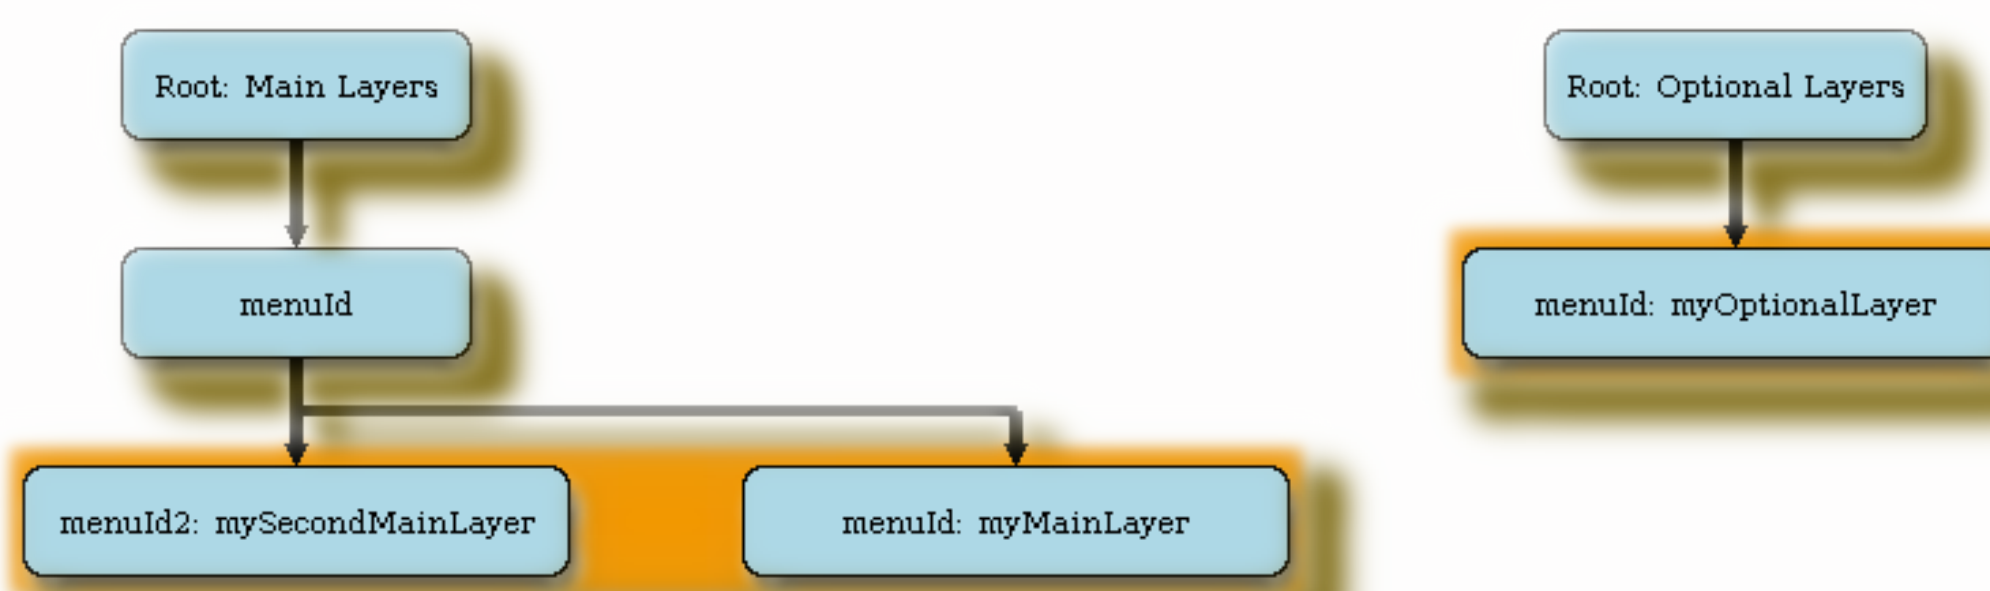 Root: Main Layers
Root: Optional Layers
menuId
menuId: myOptionalLayer
menuId2: mySecondMainLayer
menuId: myMainLayer